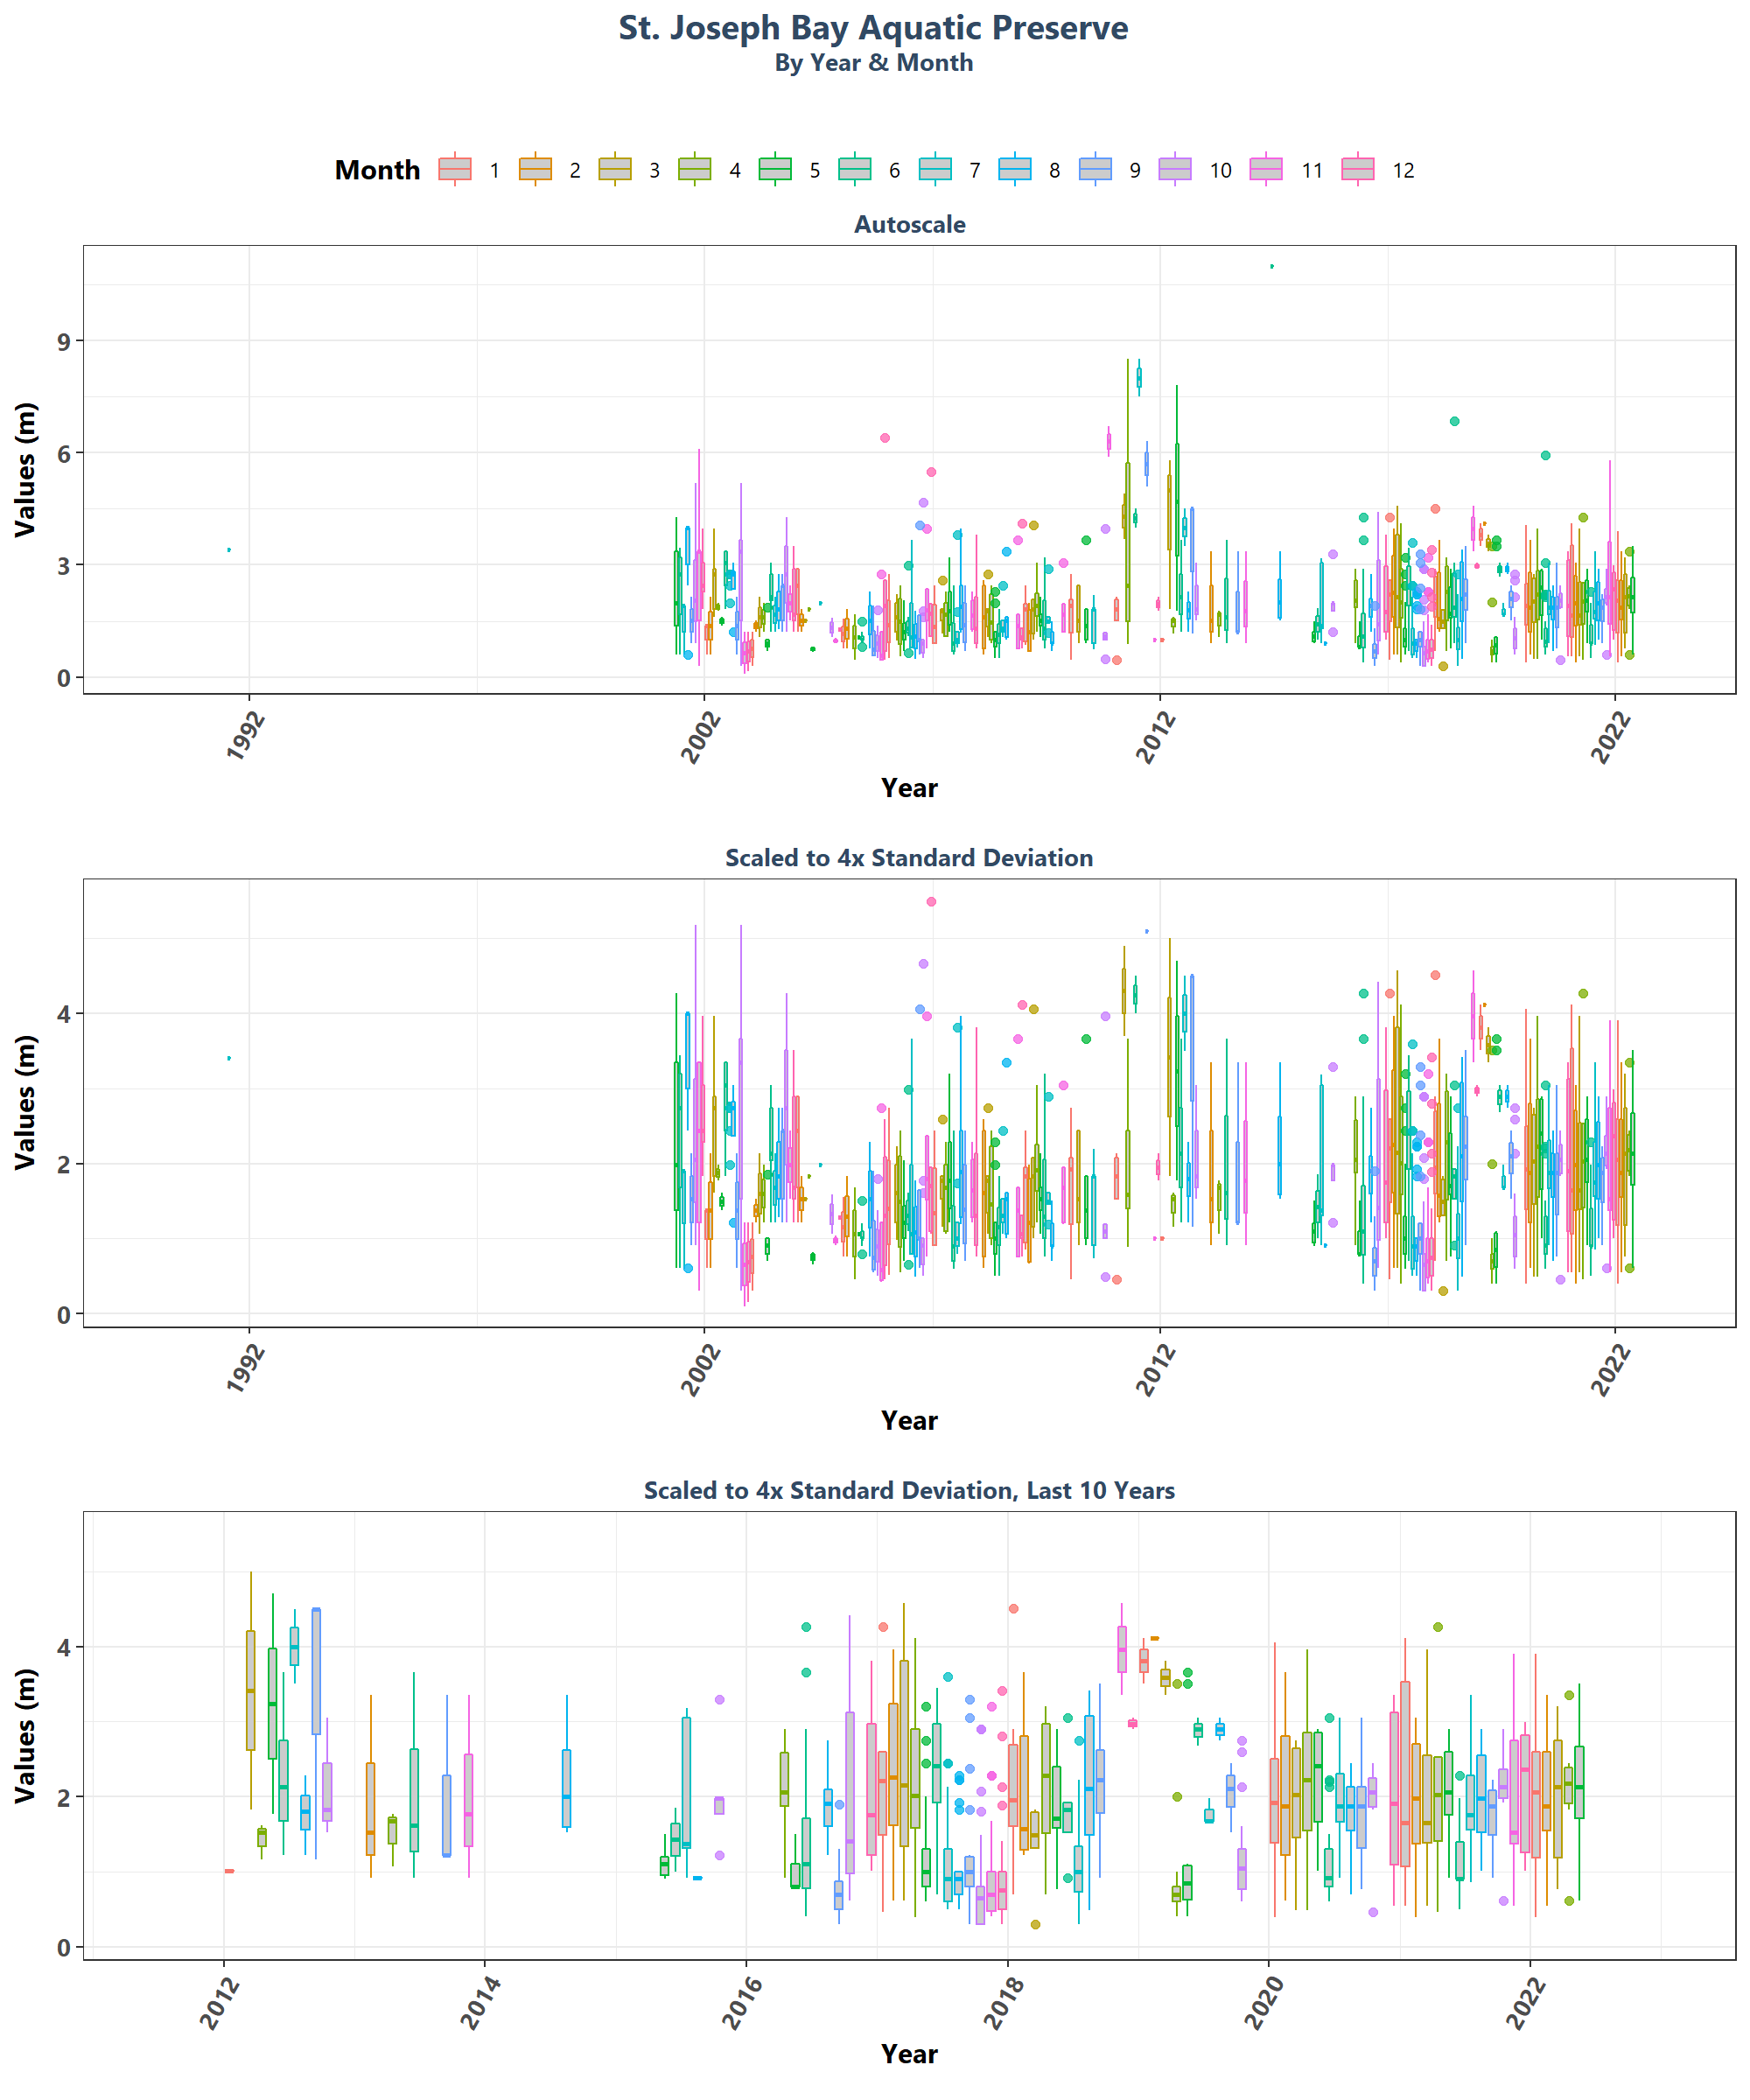 St. Joseph Bay Aquatic Preserve
By Year & Month
Month 1 2 3 4 5 6 7 8 9 10 11 12
Autoscale
Values (m)
9
6
3
0
1992 2002 2012 2022
Year
Scaled to 4x Standard Deviation
Values (m)
4
2
0
1992 2002 2012 2022
Year
Scaled to 4x Standard Deviation, Last 10 Years
Values (m)
4
2
0
2012 2014 2016 2018 2020 2022
Year